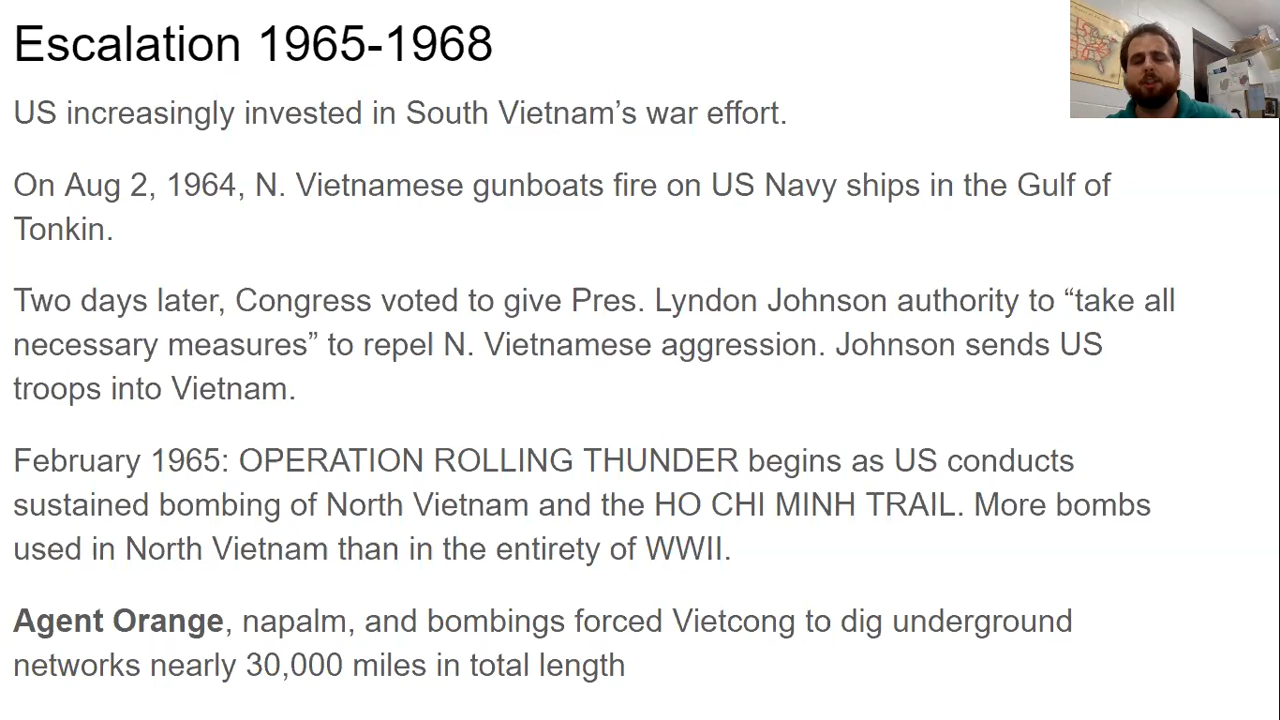 Escalation 1965-1968
US increasingly invested in South Vietnam’s war effort.
On Aug 2, 1964, N. Vietnamese gunboats fire on US Navy ships in the Gulf of
Tonkin.
Two days later, Congress voted to give Pres. Lyndon Johnson authority to “take all
necessary measures” to repel N. Vietnamese aggression. Johnson sends US
troops into Vietnam.
February 1965: OPERATION ROLLING THUNDER begins as US conducts
sustained bombing of North Vietnam and the HO CHI MINH TRAIL. More bombs
used in North Vietnam than in the entirety of WWII.
Agent Orange, napalm, and bombings forced Vietcong to dig underground
networks nearly 30,000 miles in total length